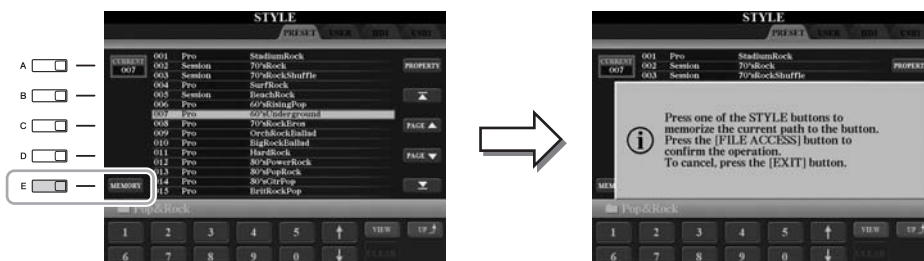 STYLE
PRESET USER HDI USB1
CURRENT
007
001 Pro StadiumRock
002 Session 70'sRock
003 Session 70'sRockShuffle
004 Pro SurfRock
005 Session BeachRock
006 Pro 60'sRisingPop
007 Pro 60'sUnderground
008 Pro 70'sRockEros
009 Pro OrchRockBallad
010 Pro BigRockBallad
011 Pro HardRock
012 Pro 80'sPowerRock
013 Pro 80'sPopRock
014 Pro 80'sGtrPop
015 Pro BritRockPop
PROPERTY
PAGE
PAGE
A
B
C
D
E
MEMORY
Pop&Rock
1 2 3 4 5 VIEW UP
6 7 8 9 0
STYLE
PRESET USER HDI USB1
CURRENT
007
001 Pro StadiumRock
002 Session 70'sRock
003 Session 70'sRockShuffle
PROPERT
Press one of the STYLE buttons to
memorize the current path to the button.
Press the [FILE ACCESS] button to
confirm the operation.
To cancel, press the [EXIT] button.
MEM
Pop&Rock
1 2 3 4 5 VIEW UP
6 7 8 9 0